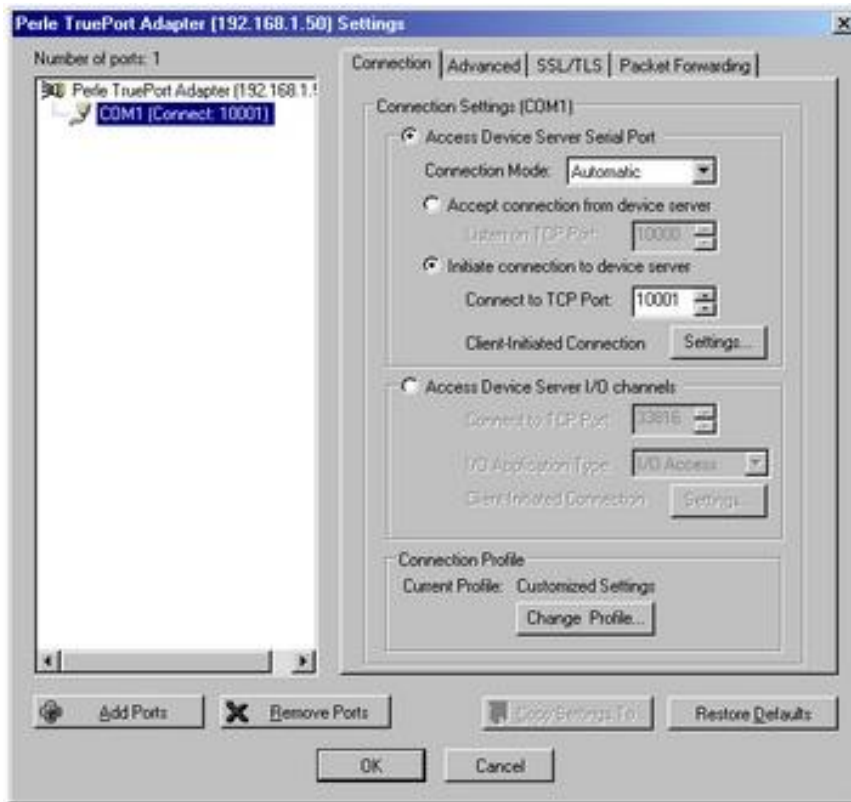 Perle TruePort Adapter (192.168.1.50) Settings
Number of ports: 1
Perle TruePort Adapter (192.168.1.5
COM1 (Connect: 10001)
Connection
Advanced
SSL/TLS
Packet Forwarding
Connection Settings (COM1)
Access Device Server Serial Port
Connection Mode: Automatic
Accept connection from device server
Listen on TCP Port: 10000
Initiate connection to device server
Connect to TCP Port: 10001
Client-Initiated Connection Settings...
Access Device Server I/O channels
Connect to TCP Port: 33816
I/O Application Type: I/O Access
Client-Initiated Connection Settings...
Connection Profile
Current Profile: Customized Settings
Change Profile...
Add Ports
Remove Ports
Copy Settings To...
Restore Defaults
OK
Cancel